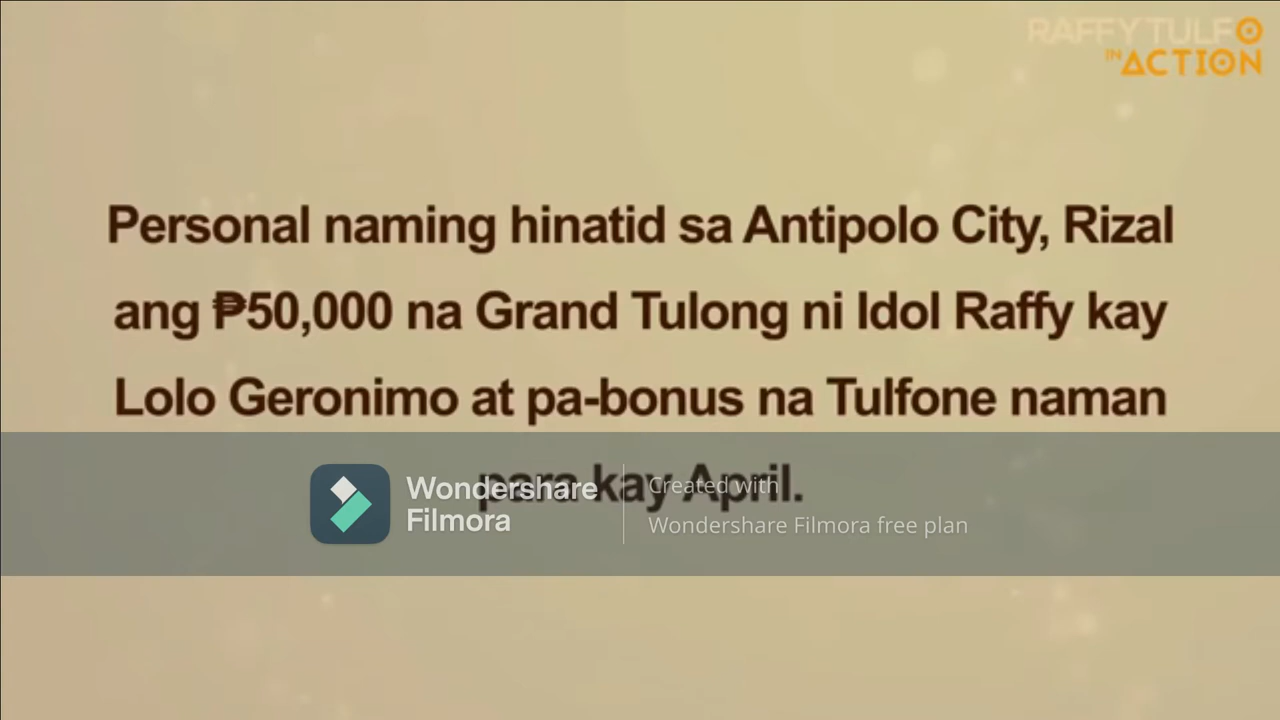 RAFFY TULFO
IN ACTION
Personal naming hinatid sa Antipolo City, Rizal
ang ₱50,000 na Grand Tulong ni Idol Raffy kay
Lolo Geronimo at pa-bonus na Tulfone naman
para kay April.
Wondershare
Filmora
Created with
Wondershare Filmora free plan